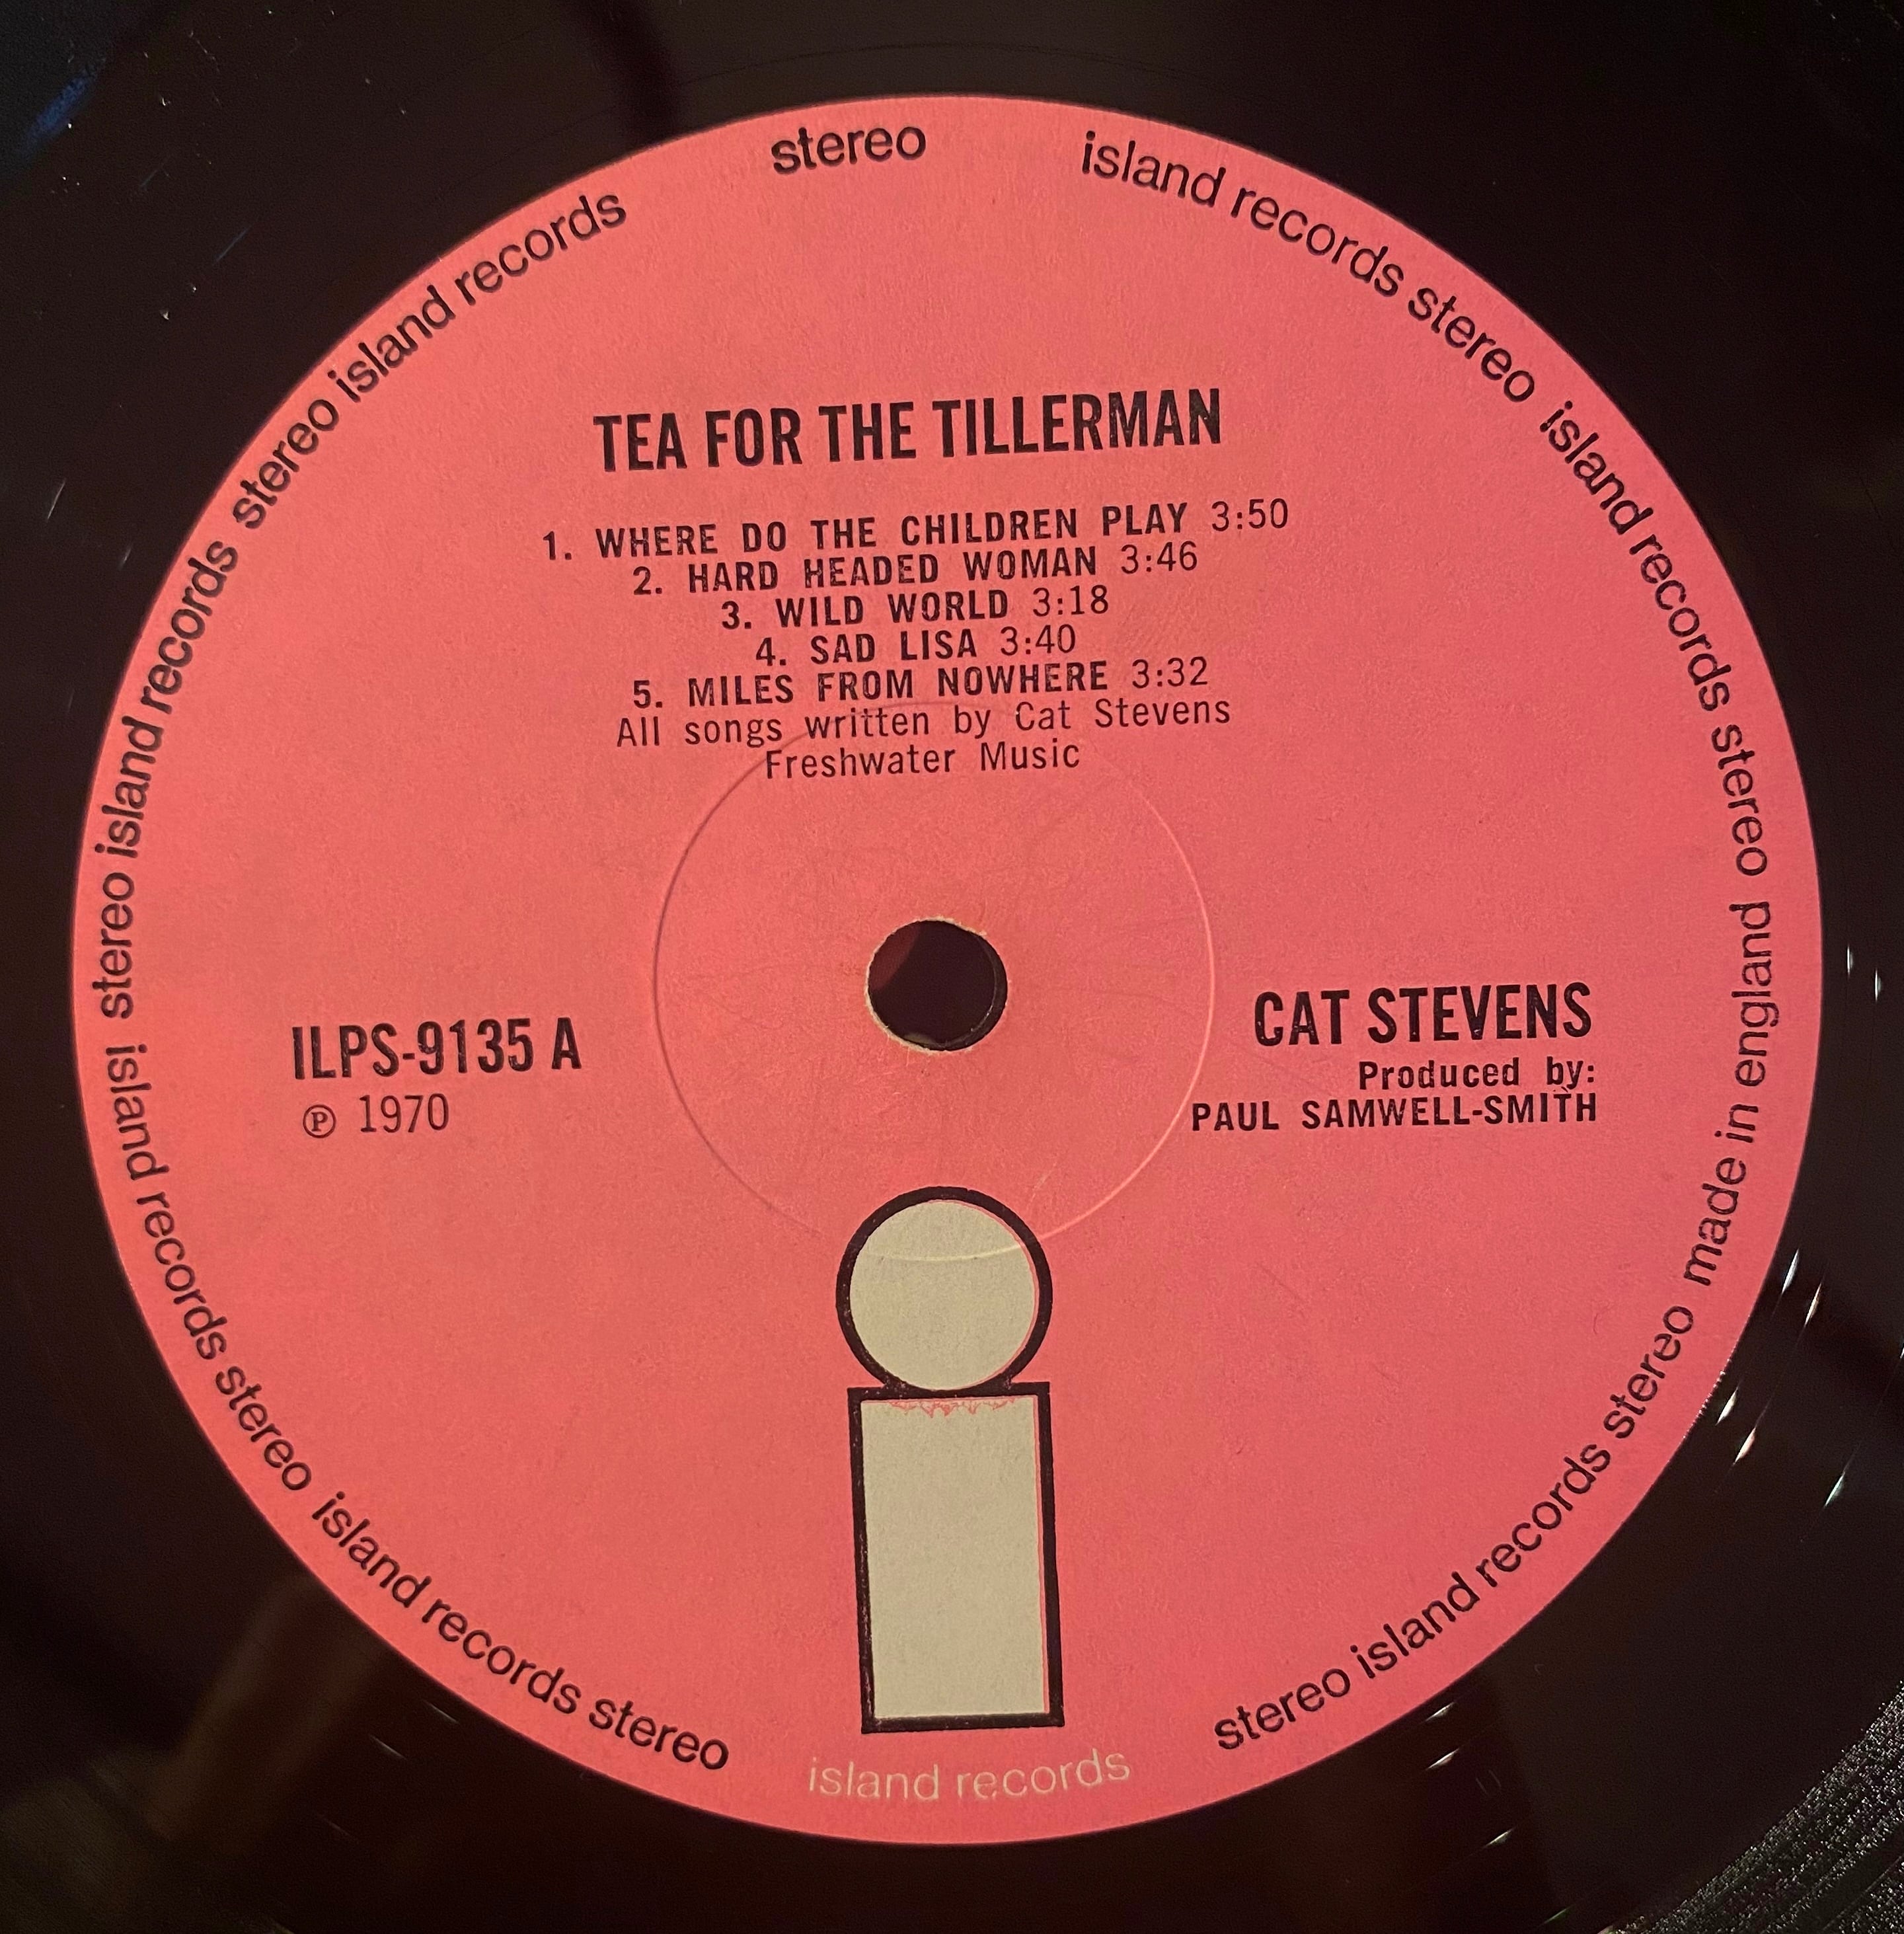 stereo
island records stereo island records stereo
made in england
stereo island records stereo
island records
island records stereo island records stereo
stereo island records stereo island records
TEA FOR THE TILLERMAN
1. WHERE DO THE CHILDREN PLAY 3:50
2. HARD HEADED WOMAN 3:46
3. WILD WORLD 3:18
4. SAD LISA 3:40
5. MILES FROM NOWHERE 3:32
All songs written by Cat Stevens
Freshwater Music
ILPS-9135 A
℗ 1970
CAT STEVENS
Produced by:
PAUL SAMWELL-SMITH